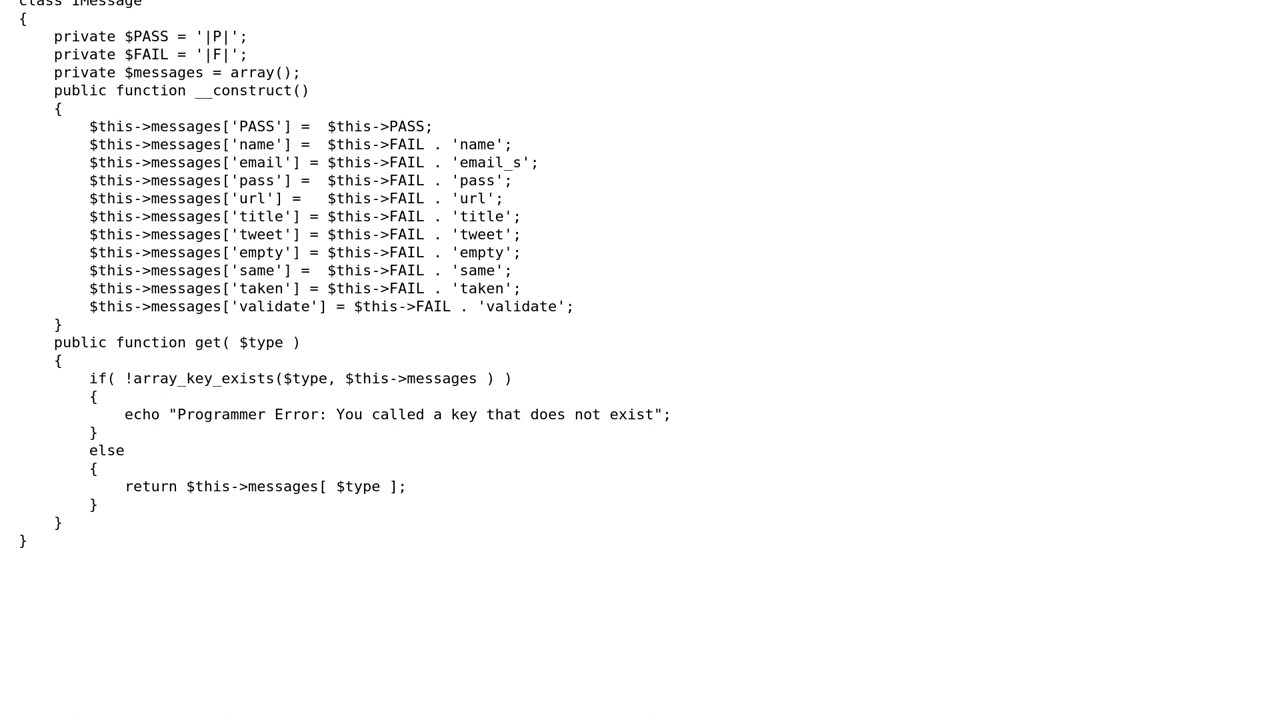 class IMessage
{
    private $PASS = '|P|';
    private $FAIL = '|F|';
    private $messages = array();
    public function __construct()
    {
        $this->messages['PASS'] =  $this->PASS;
        $this->messages['name'] =  $this->FAIL . 'name';
        $this->messages['email'] = $this->FAIL . 'email_s';
        $this->messages['pass'] =  $this->FAIL . 'pass';
        $this->messages['url'] =   $this->FAIL . 'url';
        $this->messages['title'] = $this->FAIL . 'title';
        $this->messages['tweet'] = $this->FAIL . 'tweet';
        $this->messages['empty'] = $this->FAIL . 'empty';
        $this->messages['same'] =  $this->FAIL . 'same';
        $this->messages['taken'] = $this->FAIL . 'taken';
        $this->messages['validate'] = $this->FAIL . 'validate';
    }
    public function get( $type )
    {
        if( !array_key_exists($type, $this->messages ) )
        {
            echo "Programmer Error: You called a key that does not exist";
        }
        else
        {
            return $this->messages[ $type ];
        }
    }
}